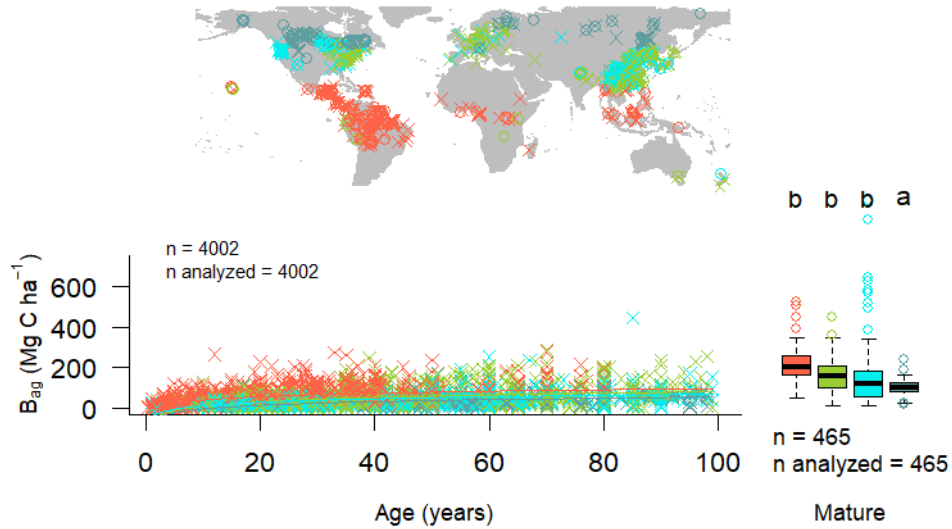 b b b a
n = 4002
n analyzed = 4002
B_ag (Mg C ha⁻¹)
600
400
200
0
0 20 40 60 80 100
Age (years)
n = 465
n analyzed = 465
Mature